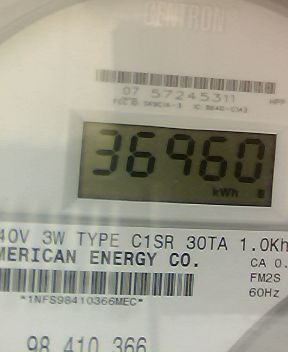 CENTRON
07 57245311
HPP
36960
kWh
40V 3W TYPE C1SR 30TA 1.0Kh
MERICAN ENERGY CO.
CA 0.
FM2S
60Hz
*1NFS98410366MEC*
98 410 366